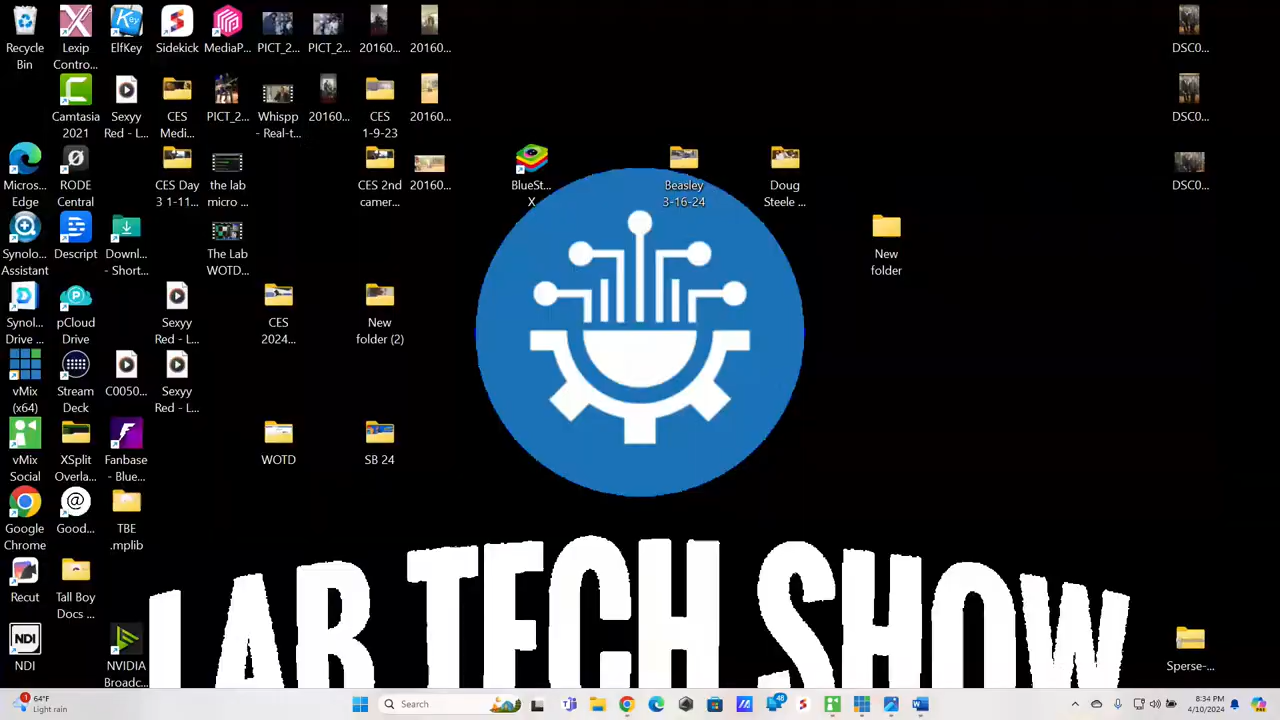 Recycle
Bin
Lexip
Contro...
ElfKey
Sidekick
MediaP...
PICT_2...
PICT_2...
20160...
20160...
DSC0...
Camtasia
2021
Sexyy
Red - L...
CES
Medi...
PICT_2...
Whispp
- Real-t...
20160...
CES
1-9-23
20160...
DSC0...
Micros...
Edge
RODE
Central
CES Day
3 1-11...
the lab
micro ...
CES 2nd
camer...
20160...
BlueSt...
X
Beasley
3-16-24
Doug
Steele ...
DSC0...
Synolo...
Assistant
Descript
Downl...
- Short...
The Lab
WOTD...
New
folder
Synol...
Drive ...
pCloud
Drive
Sexyy
Red - L...
CES
2024...
New
folder (2)
vMix
(x64)
Stream
Deck
C0050...
Sexyy
Red - L...
vMix
Social
XSplit
Overla...
Fanbase
- Blue...
WOTD
SB 24
Google
Chrome
Good...
TBE
.mplib
Recut
Tall Boy
Docs ...
NDI
NDI
NVIDIA
Broadc...
Sperse-...
LAB TECH SHOW
1
64°F
Light rain
Search
48
8:34 PM
4/10/2024